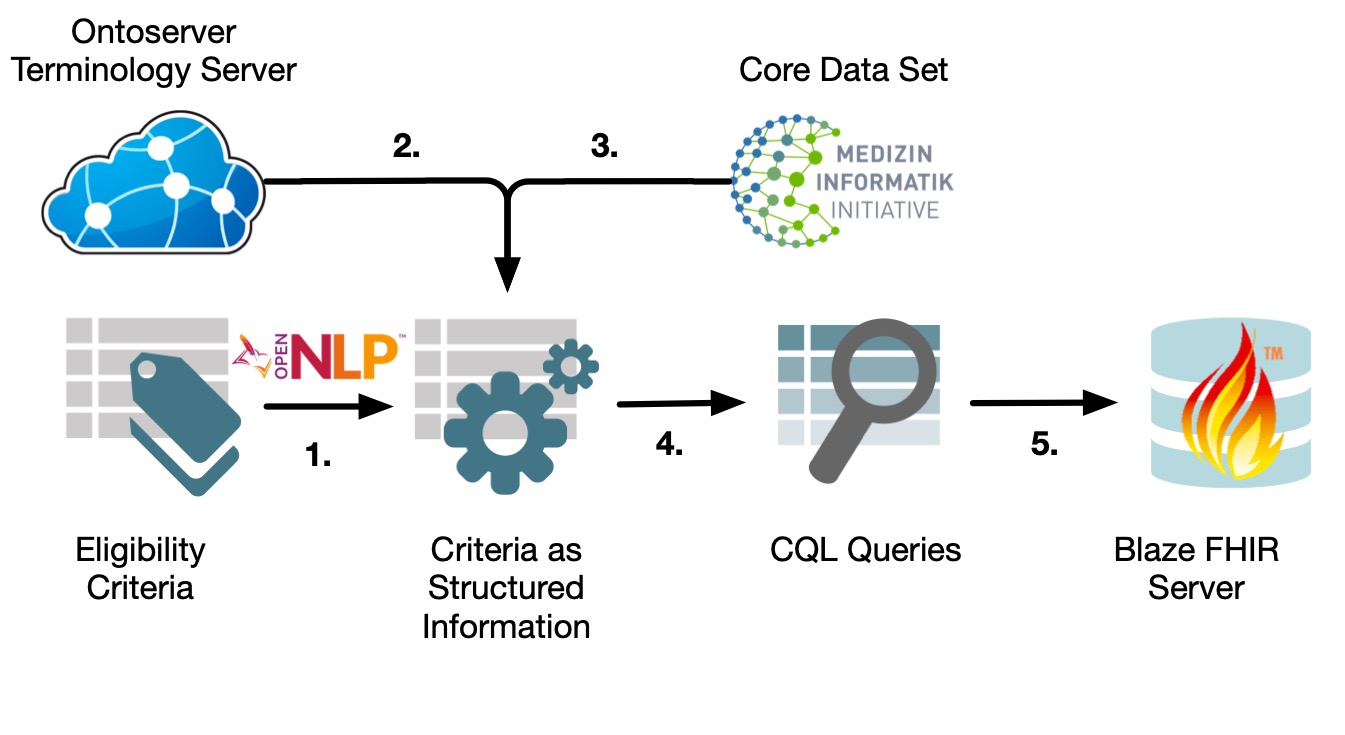 Ontoserver
Terminology Server
Core Data Set
2.
3.
MEDIZIN
INFORMATIK
INITIATIVE
OPEN
NLP™
TM
1.
4.
5.
Eligibility
Criteria
Criteria as
Structured
Information
CQL Queries
Blaze FHIR
Server